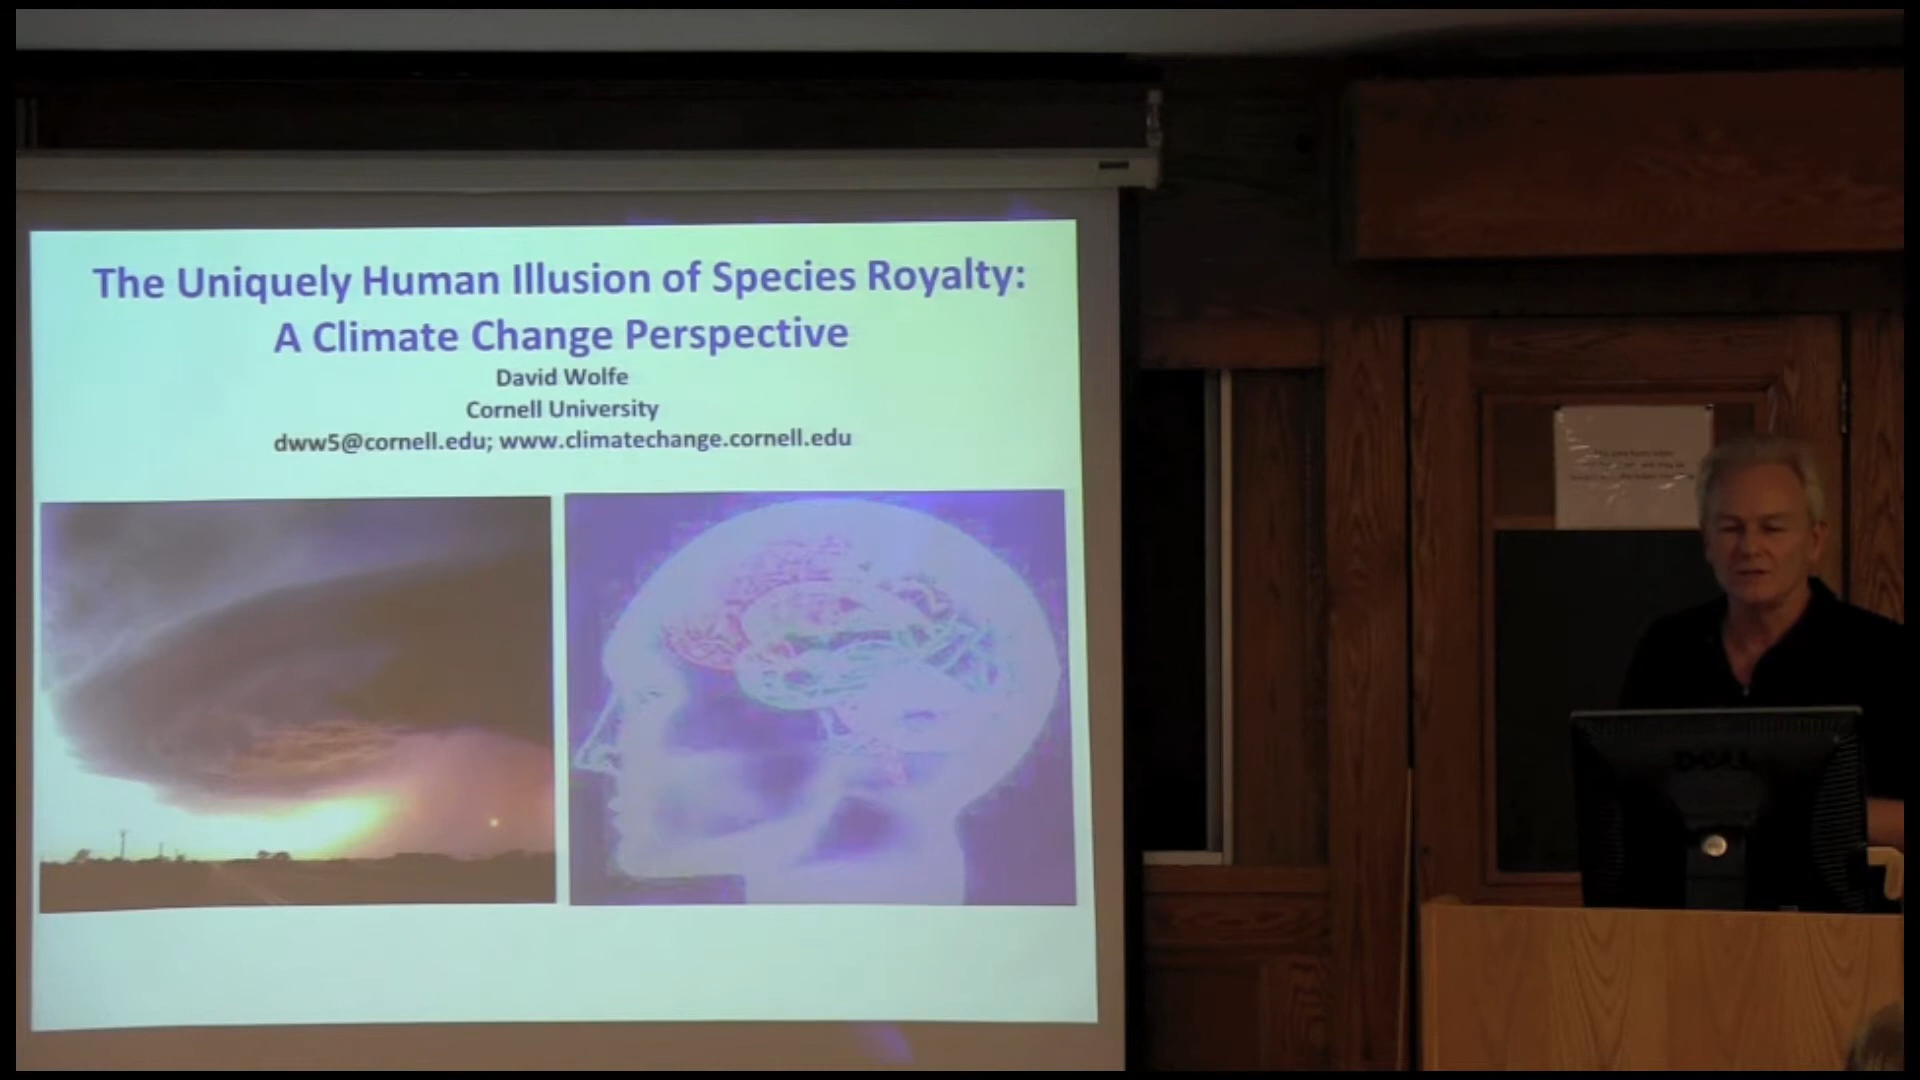 The Uniquely Human Illusion of Species Royalty:
A Climate Change Perspective
David Wolfe
Cornell University
dww5@cornell.edu; www.climatechange.cornell.edu
DELL